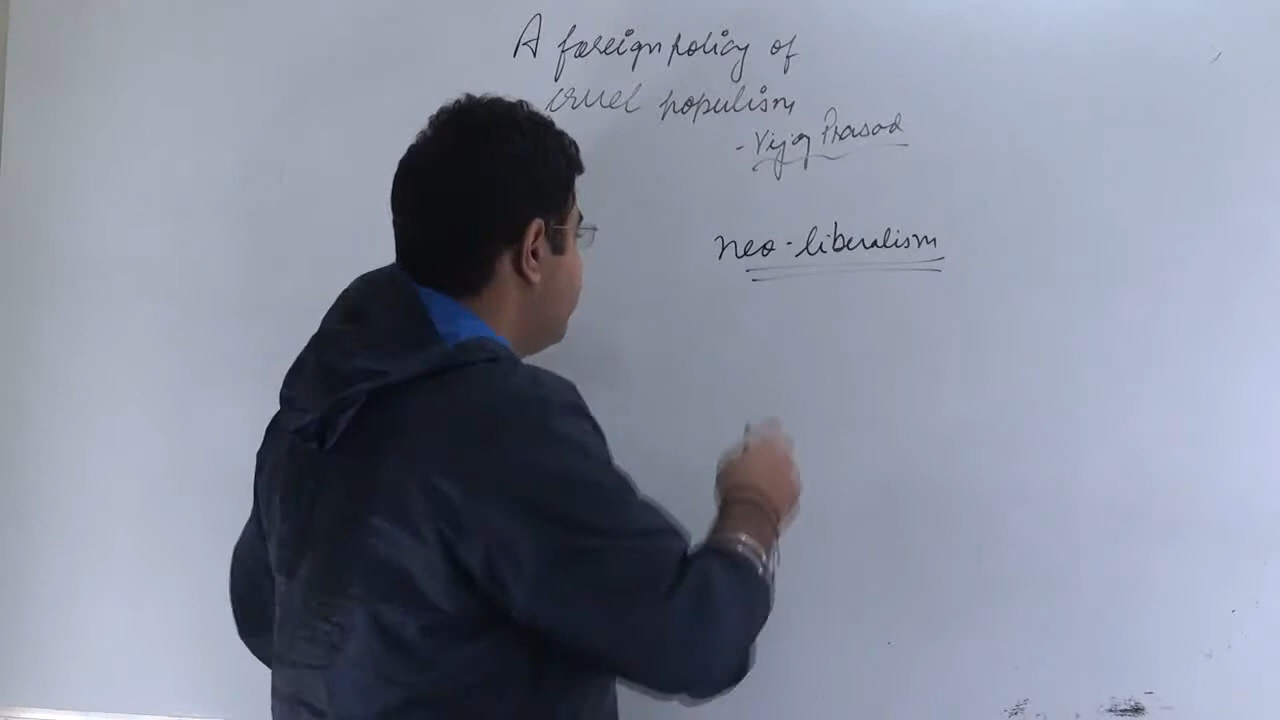 A foreign policy of
cruel populism
- Vijay Prasad
neo-liberalism